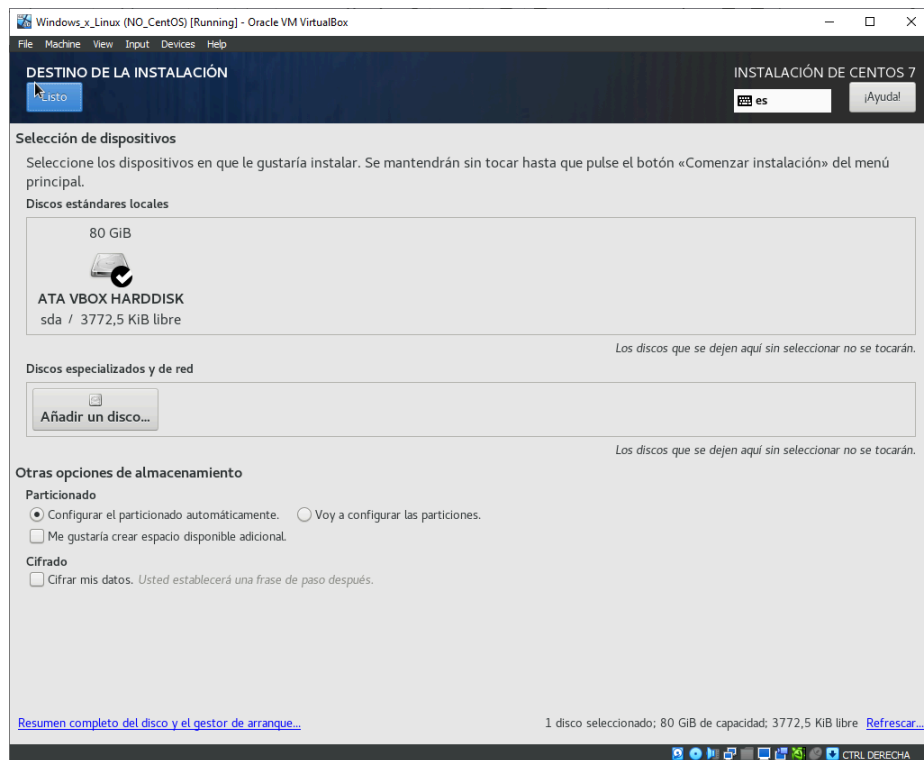 Windows_x_Linux (NO_CentOS) [Running] - Oracle VM VirtualBox
File Machine View Input Devices Help
DESTINO DE LA INSTALACIÓN
INSTALACIÓN DE CENTOS 7
Listo
es
¡Ayuda!
Selección de dispositivos
Seleccione los dispositivos en que le gustaría instalar. Se mantendrán sin tocar hasta que pulse el botón «Comenzar instalación» del menú
principal.
Discos estándares locales
80 GiB
ATA VBOX HARDDISK
sda / 3772,5 KiB libre
Los discos que se dejen aquí sin seleccionar no se tocarán.
Discos especializados y de red
Añadir un disco...
Los discos que se dejen aquí sin seleccionar no se tocarán.
Otras opciones de almacenamiento
Particionado
Configurar el particionado automáticamente. Voy a configurar las particiones.
Me gustaría crear espacio disponible adicional.
Cifrado
Cifrar mis datos. Usted establecerá una frase de paso después.
Resumen completo del disco y el gestor de arranque... 1 disco seleccionado; 80 GiB de capacidad; 3772,5 KiB libre Refrescar...
CTRL DERECHA